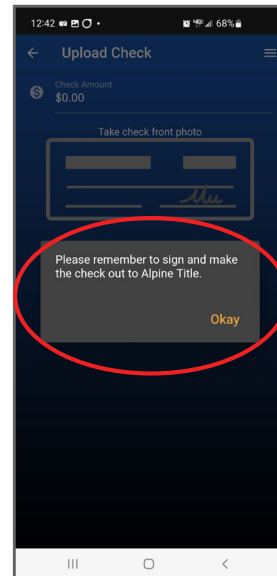 12:42
68%
Upload Check
Check Amount
$0.00
Take check front photo
Please remember to sign and make
the check out to Alpine Title.
Okay